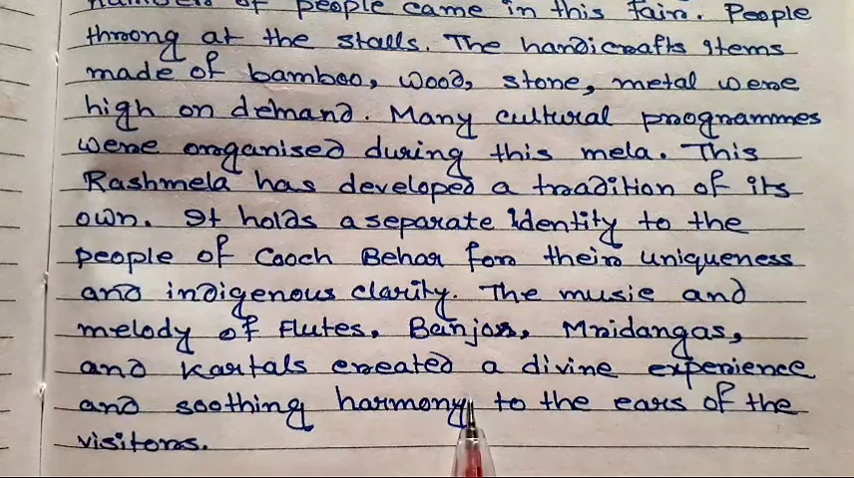 numbers of people came in this fair. People
throng at the stalls. The handicrafts items
made of bamboo, wood, stone, metal were
high on demand. Many cultural programmes
were organised during this mela. This
Rashmela has developed a tradition of its
own. It holds a separate identity to the
people of Cooch Behar for their uniqueness
and indigenous clarity. The music and
melody of Flutes, Banjos, Mridangas,
and Kartals created a divine experience
and soothing harmony to the ears of the
visitors.